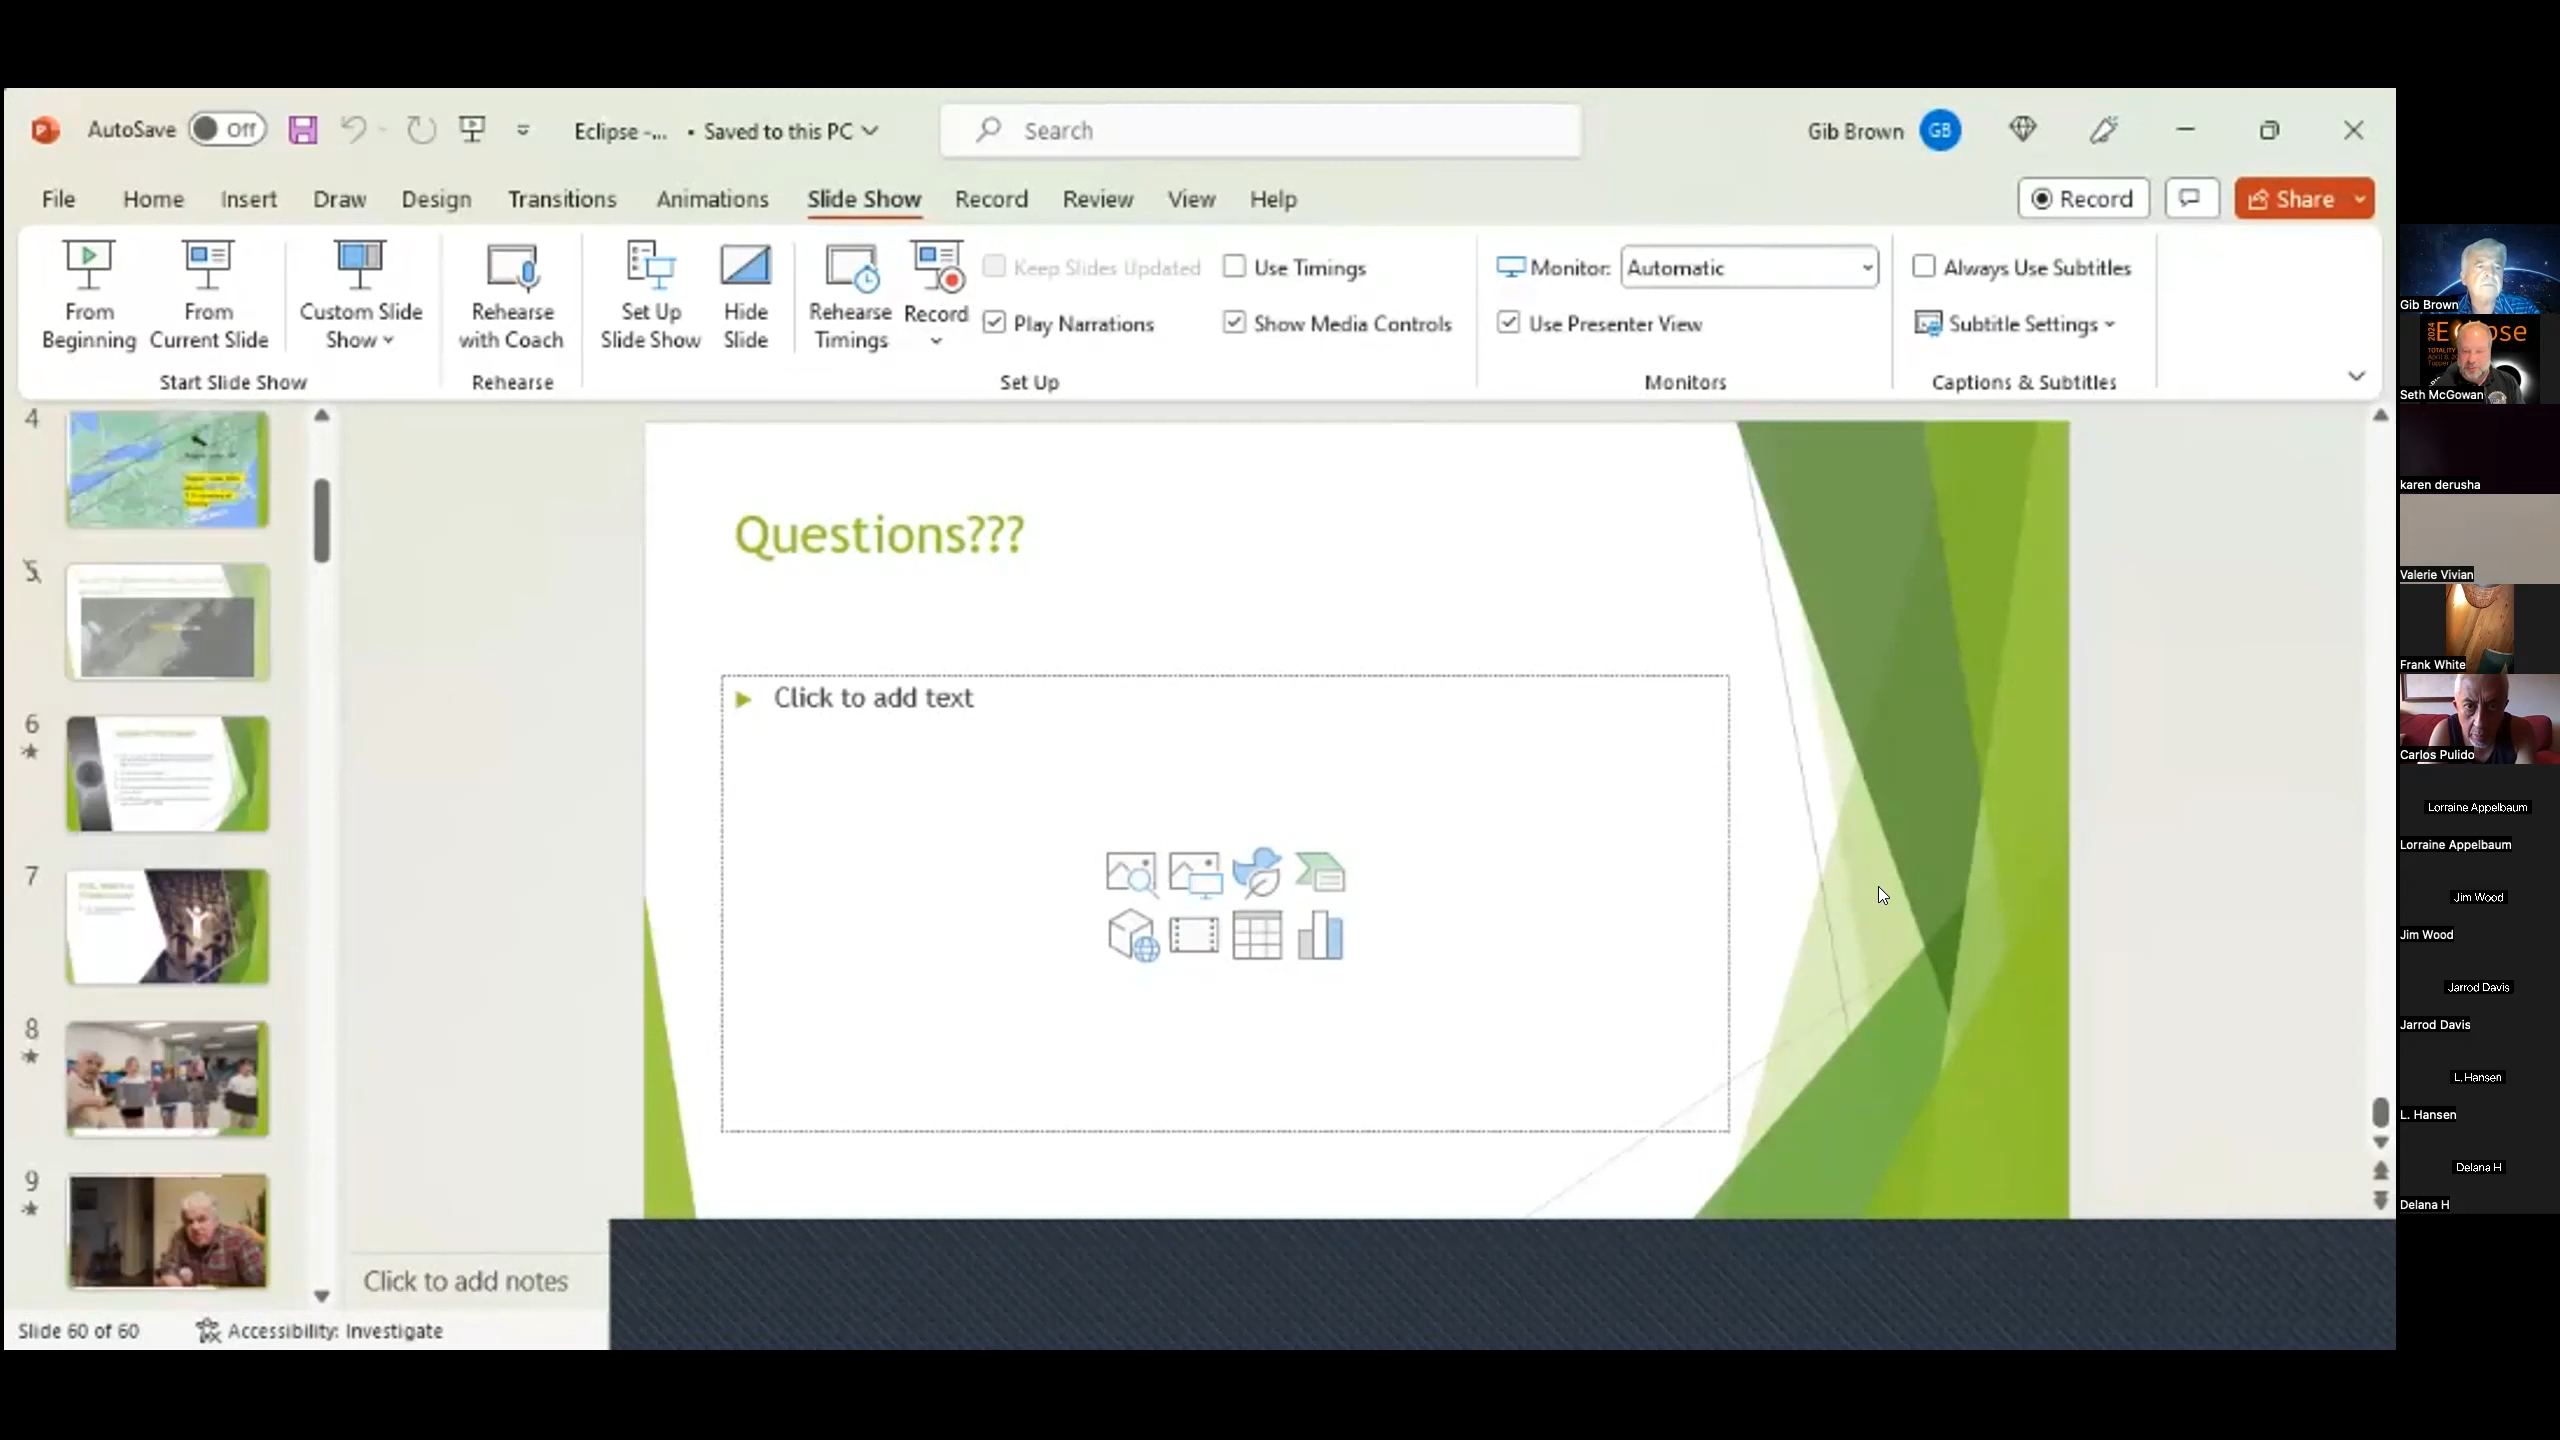 AutoSave Off Eclipse -... • Saved to this PC Search Gib Brown GB
File Home Insert Draw Design Transitions Animations Slide Show Record Review View Help Record Share
From Beginning
From Current Slide
Custom Slide Show
Rehearse with Coach
Set Up Slide Show
Hide Slide
Rehearse Timings
Record
Keep Slides Updated
Use Timings
Play Narrations
Show Media Controls
Monitor: Automatic
Use Presenter View
Always Use Subtitles
Subtitle Settings
Start Slide Show Rehearse Set Up Monitors Captions & Subtitles
4
5
6
7
8
9
Questions???
Click to add text
Click to add notes
Slide 60 of 60 Accessibility: Investigate
Gib Brown
2024
TOTALITY
Seth McGowan
karen derusha
Valerie Vivian
Frank White
Carlos Pulido
Lorraine Appelbaum
Lorraine Appelbaum
Jim Wood
Jim Wood
Jarrod Davis
Jarrod Davis
L. Hansen
L. Hansen
Delana H
Delana H